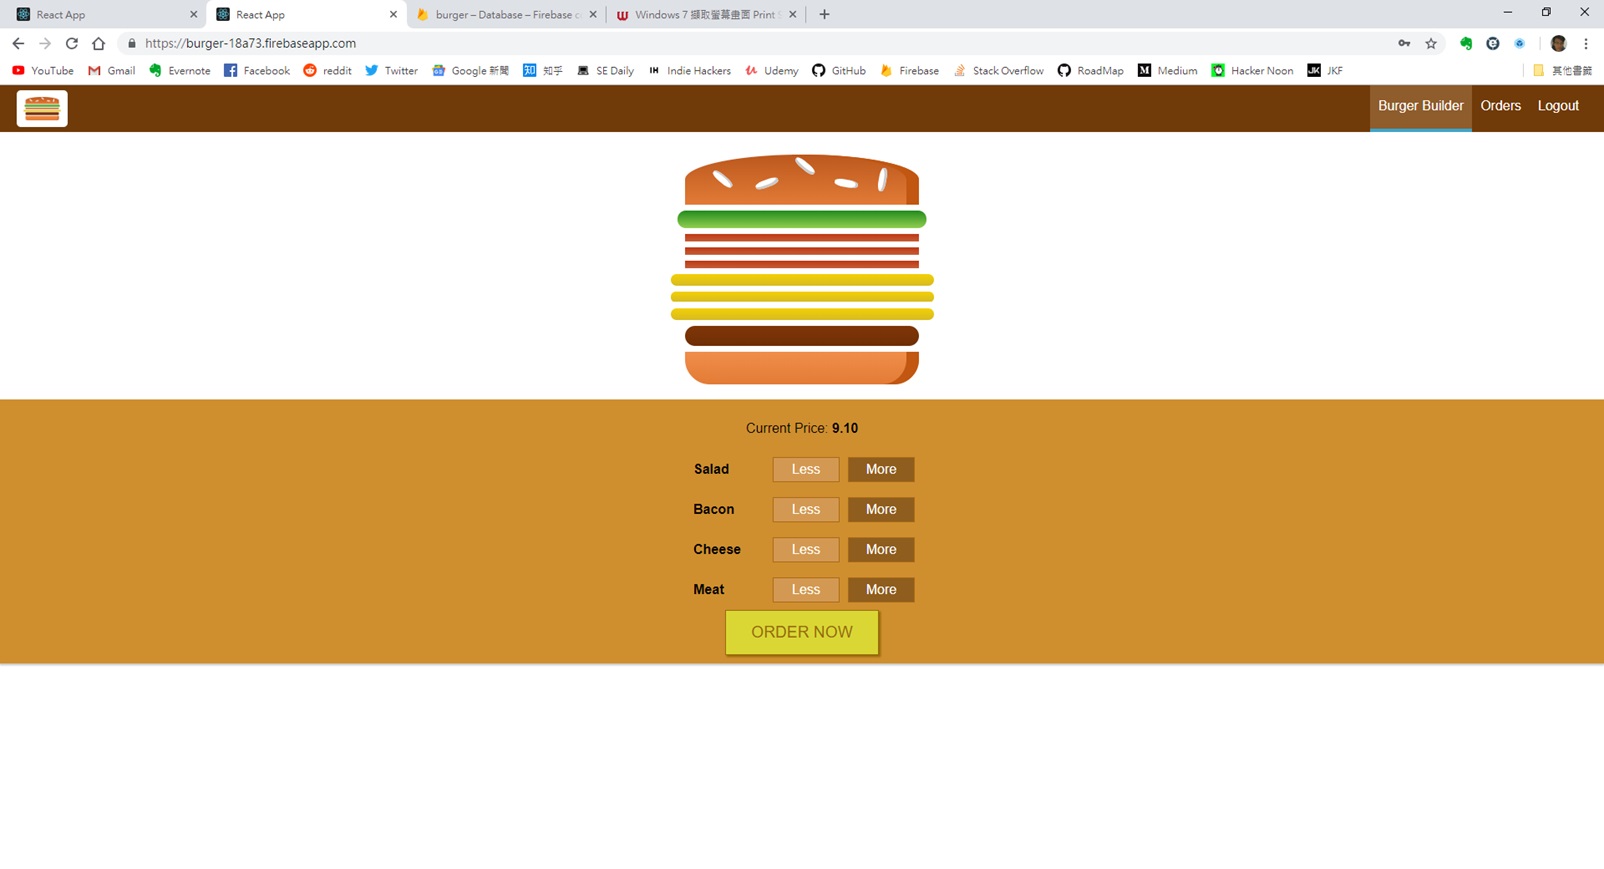 React App
React App
burger – Database – Firebase c
Windows 7 擷取螢幕畫面 Print S
https://burger-18a73.firebaseapp.com
YouTube Gmail Evernote Facebook reddit Twitter Google 新聞 知乎 SE Daily Indie Hackers Udemy GitHub Firebase Stack Overflow RoadMap Medium Hacker Noon JKF 其他書籤
Burger Builder Orders Logout
Current Price: 9.10
Salad Less More
Bacon Less More
Cheese Less More
Meat Less More
ORDER NOW